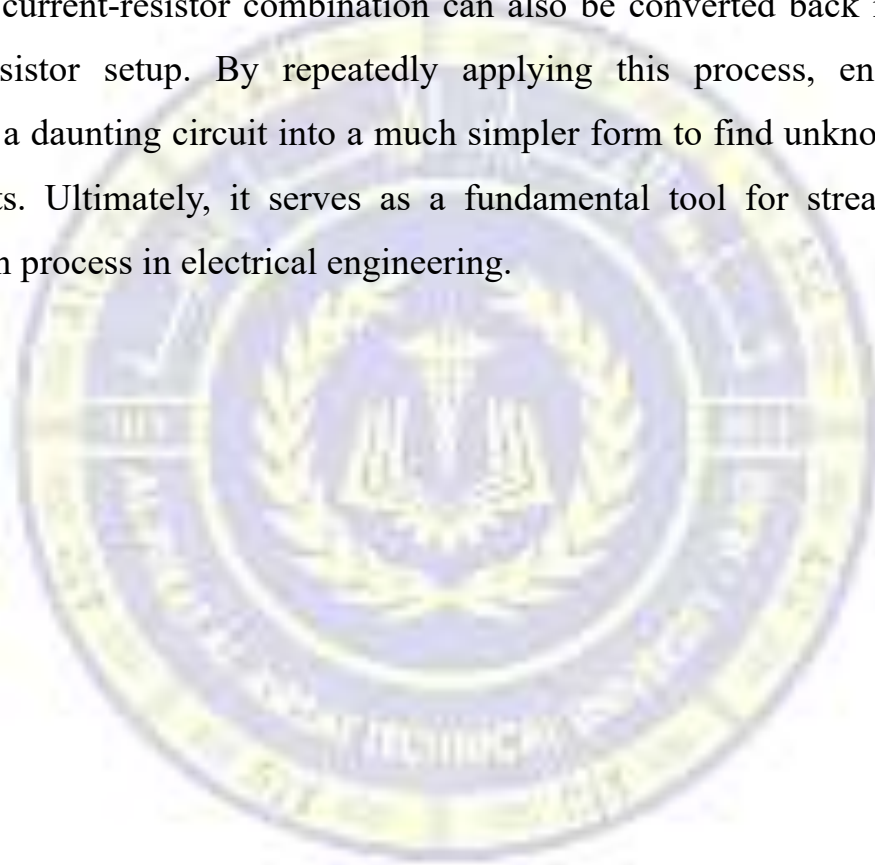 current-resistor combination can also be converted back
sistor setup. By repeatedly applying this process, en
a daunting circuit into a much simpler form to find unkno
ts. Ultimately, it serves as a fundamental tool for strea
n process in electrical engineering.
TECHNICAL